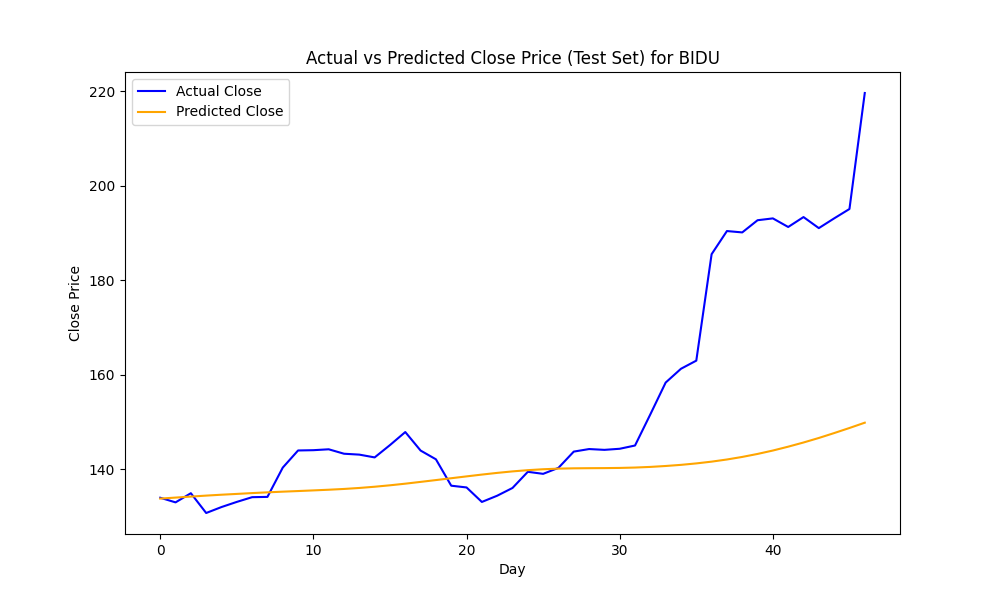 Actual vs Predicted Close Price (Test Set) for BIDU
Actual Close
Predicted Close
Close Price
220
200
180
160
140
0 10 20 30 40
Day